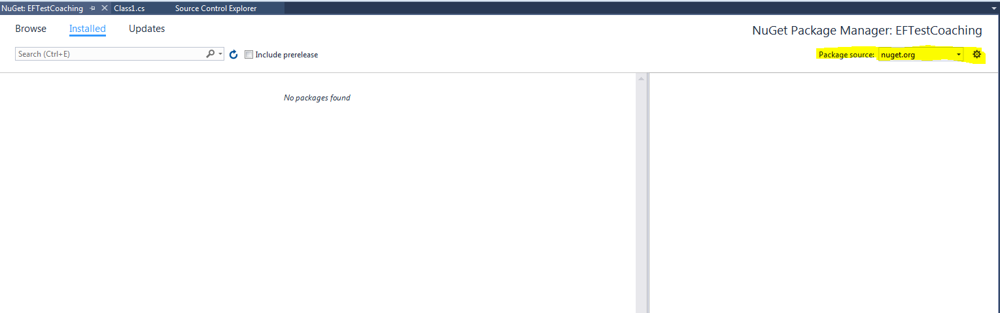 NuGet: EFTestCoaching Class1.cs Source Control Explorer
Browse Installed Updates
NuGet Package Manager: EFTestCoaching
Search (Ctrl+E) Include prerelease Package source: nuget.org
No packages found